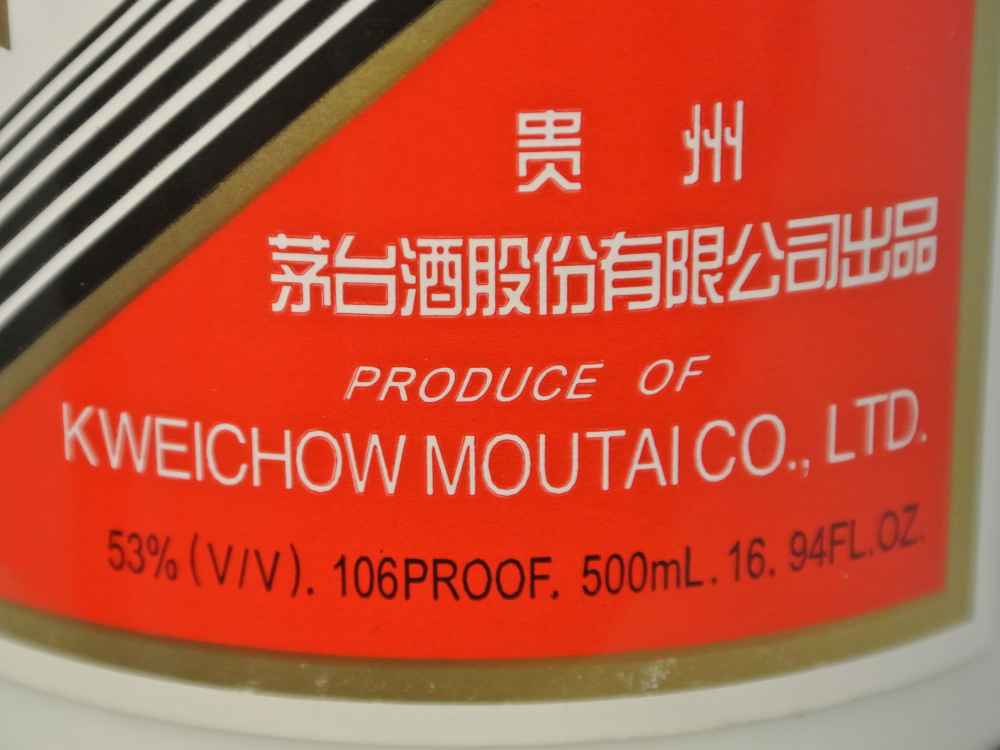 贵 州
茅台酒股份有限公司出品
PRODUCE OF
KWEICHOW MOUTAI CO., LTD.
53% (V/V). 106PROOF. 500mL. 16. 94FL.OZ.